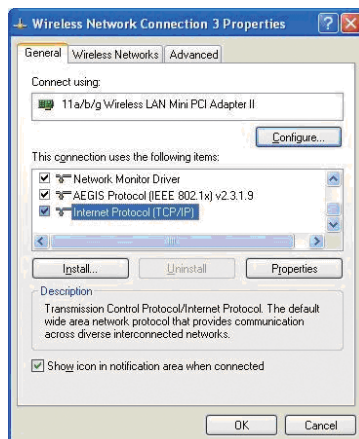 Wireless Network Connection 3 Properties
General Wireless Networks Advanced
Connect using:
11a/b/g Wireless LAN Mini PCI Adapter II
Configure...
This connection uses the following items:
Network Monitor Driver
AEGIS Protocol (IEEE 802.1x) v2.3.1.9
Internet Protocol (TCP/IP)
Install... Uninstall Properties
Description
Transmission Control Protocol/Internet Protocol. The default
wide area network protocol that provides communication
across diverse interconnected networks.
Show icon in notification area when connected
OK Cancel